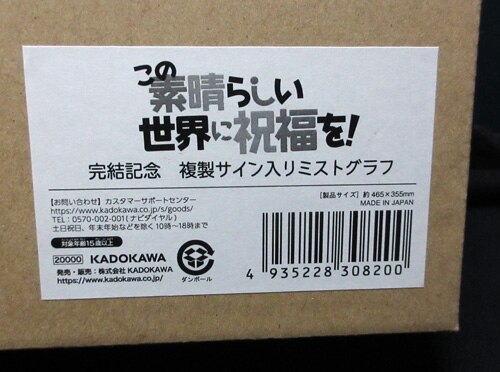 この
素晴らしい
世界に祝福を!
完結記念 複製サイン入リミストグラフ
【お問い合わせ】カスタマーサポートセンター
https://www.kadokawa.co.jp/s/goods/
TEL: 0570-002-001(ナビダイヤル)
土日祝日、年末年始などを除く10時〜18時まで
対象年齢15歳以上
[製品サイズ] 約465×355mm
MADE IN JAPAN
20000 KADOKAWA
発売・販売:株式会社 KADOKAWA
https://www.kadokawa.co.jp/
ダンボール
4 935228 308200